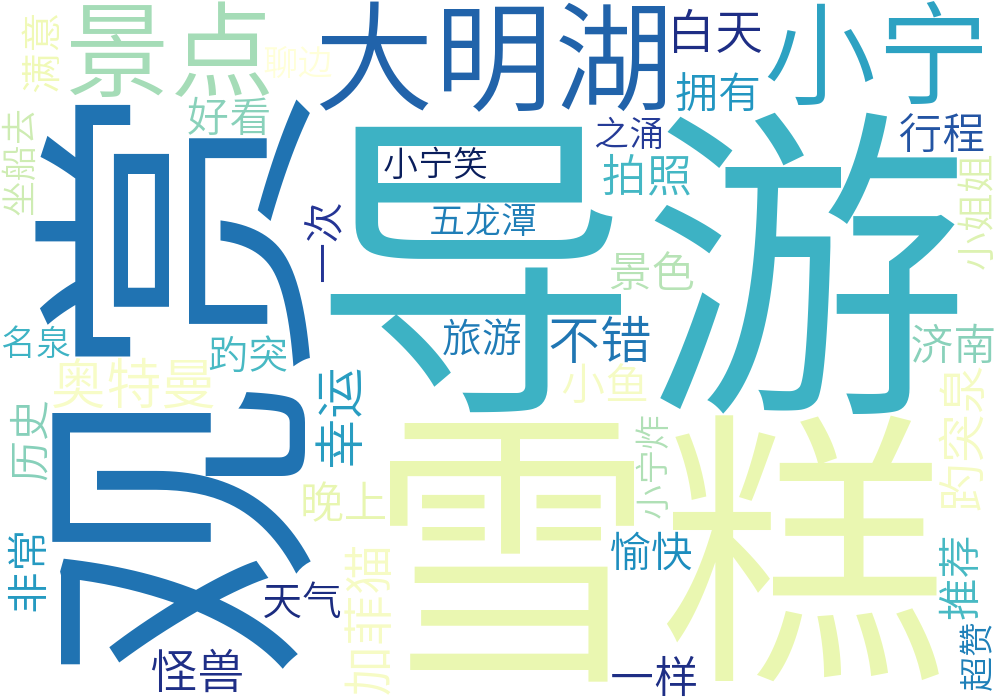 满意
景点
聊边
大明湖
白天
小宁
好看
拥有
坐船去
观赏
导游
之涌
行程
小宁笑
拍照
小姐姐
五龙潭
一次
景色
名泉
趵突
旅游
不错
济南
奥特曼
小鱼
幸运
趵突泉
历史
雪糕
小宁炸
晚上
非常
愉快
加菲猫
推荐
天气
超赞
怪兽
一样